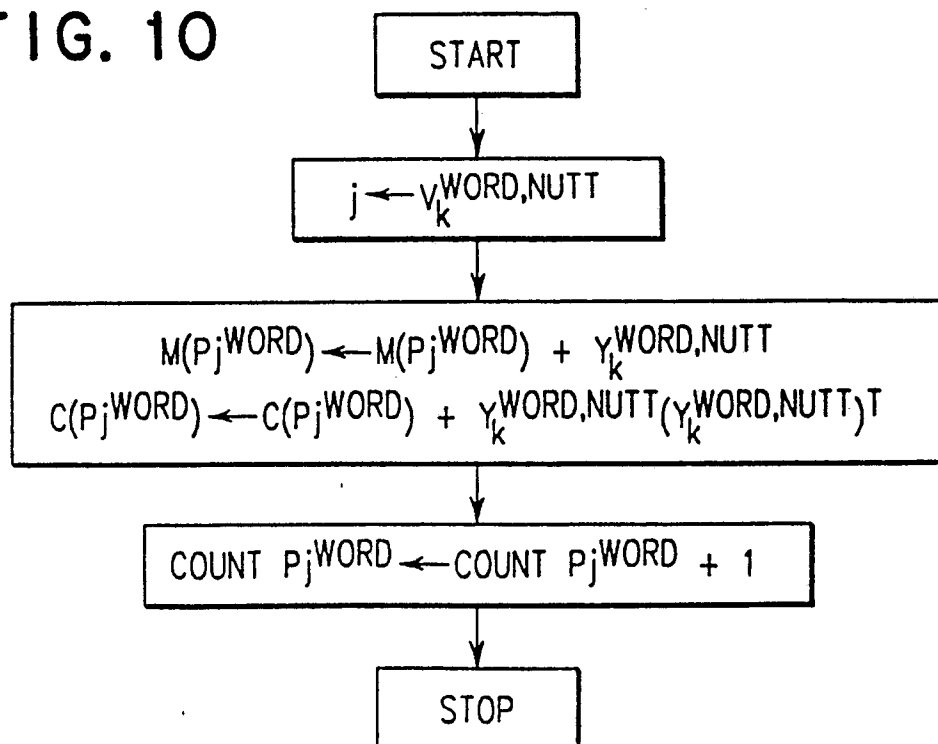 FIG. 10
START
j ← V_k^WORD,NUTT
M(Pj^WORD) ← M(Pj^WORD) + Y_k^WORD,NUTT
C(Pj^WORD) ← C(Pj^WORD) + Y_k^WORD,NUTT(Y_k^WORD,NUTT)^T
COUNT Pj^WORD ← COUNT Pj^WORD + 1
STOP